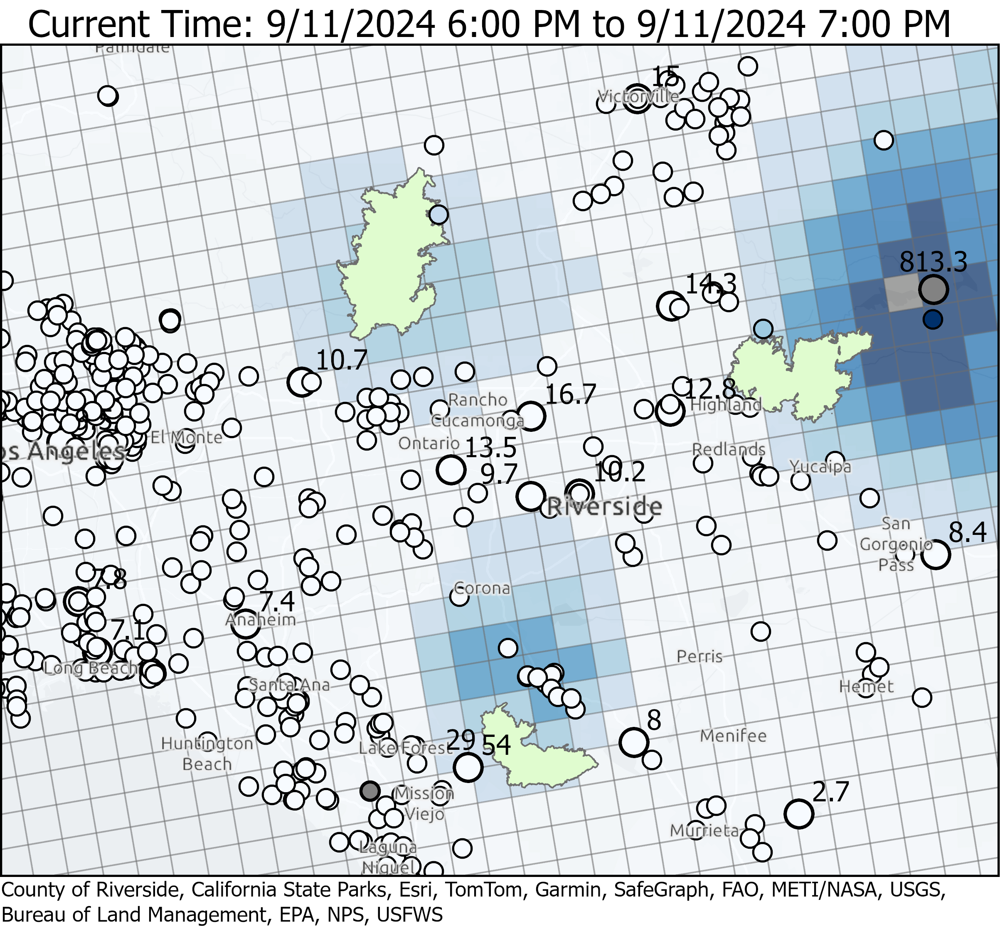 Current Time: 9/11/2024 6:00 PM to 9/11/2024 7:00 PM
Palmdale
15
Victorville
813.3
14.3
10.7
16.7
12.8
Rancho
Cucamonga
Highland
El Monte
Ontario
13.5
Redlands
os Angeles
9.7
10.2
Yucaipa
Riverside
San
Gorgonio
Pass
8.4
7.8
Corona
7.4
Anaheim
7.1
Perris
Long Beach
Santa Ana
Hemet
8
Menifee
Huntington
Beach
Lake Forest
29
54
Mission
Viejo
2.7
Murrieta
Laguna
Niguel
County of Riverside, California State Parks, Esri, TomTom, Garmin, SafeGraph, FAO, METI/NASA, USGS,
Bureau of Land Management, EPA, NPS, USFWS